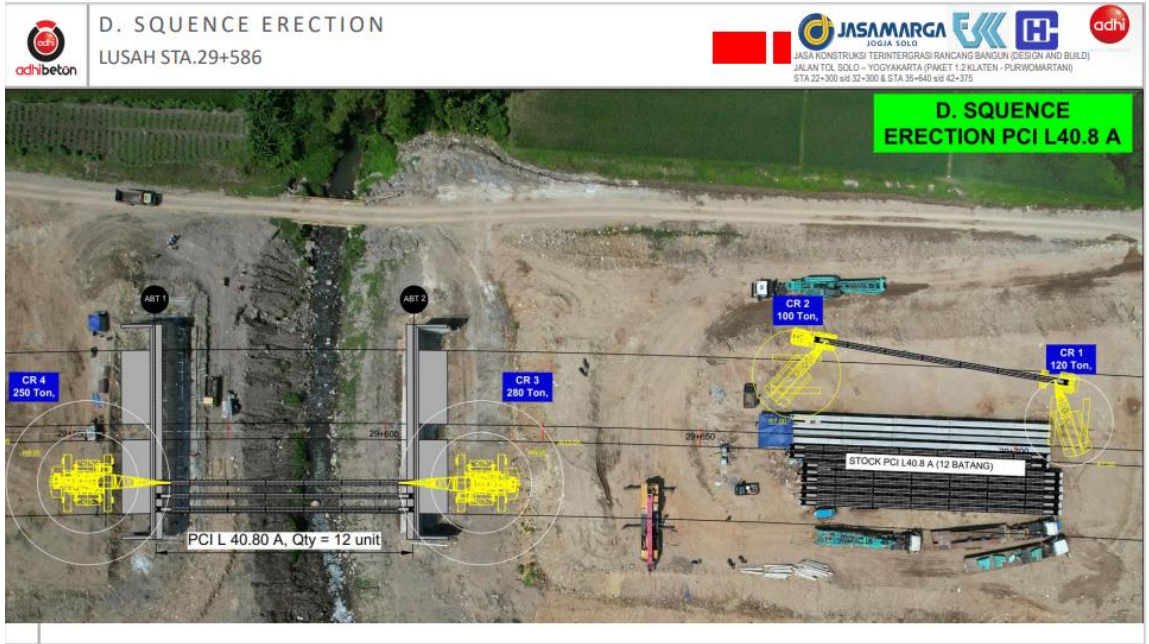 adhi
adhibeton
D. SQUENCE ERECTION
LUSAH STA.29+586
JASAMARGA
JOGJA SOLO
adhi
JASA KONSTRUKSI TERINTERGRASI RANCANG BANGUN (DESIGN AND BUILD)
JALAN TOL SOLO – YOGYAKARTA (PAKET 1.2 KLATEN - PURWOMARTANI)
STA 22+300 s/d 32+300 & STA 35+640 s/d 42+375
D. SQUENCE
ERECTION PCI L40.8 A
ABT 1
ABT 2
CR 2
100 Ton,
CR 1
120 Ton,
CR 4
250 Ton,
CR 3
280 Ton,
29+600
29+650
STOCK PCI L40.8 A (12 BATANG)
PCI L 40.80 A, Qty = 12 unit